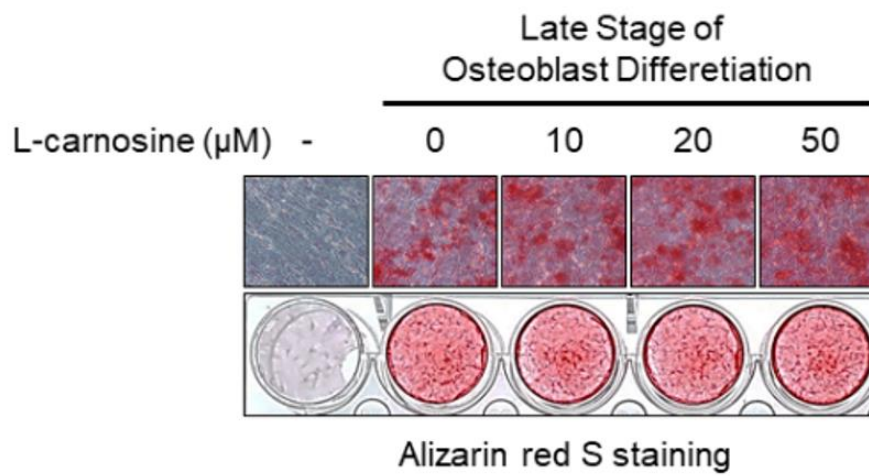 Late Stage of
Osteoblast Differetiation
L-carnosine (µM) - 0 10 20 50
Alizarin red S staining